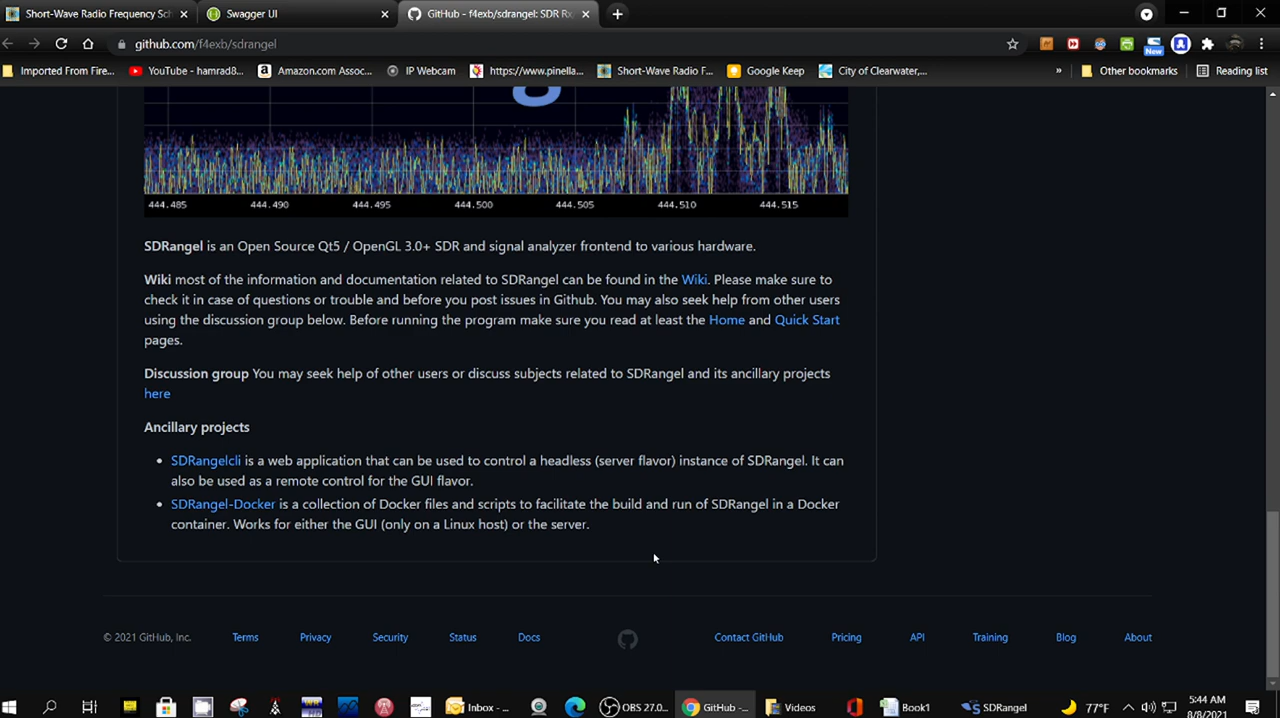 Short-Wave Radio Frequency Sch
Swagger UI
GitHub - f4exb/sdrangel: SDR Rx
github.com/f4exb/sdrangel
New
Imported From Fire...
YouTube - hamrad8...
Amazon.com Assoc...
IP Webcam
https://www.pinella...
Short-Wave Radio F...
Google Keep
City of Clearwater,...
»
Other bookmarks
Reading list
444.485 444.490 444.495 444.500 444.505 444.510 444.515
SDRangel is an Open Source Qt5 / OpenGL 3.0+ SDR and signal analyzer frontend to various hardware.
Wiki most of the information and documentation related to SDRangel can be found in the Wiki. Please make sure to
check it in case of questions or trouble and before you post issues in Github. You may also seek help from other users
using the discussion group below. Before running the program make sure you read at least the Home and Quick Start
pages.
Discussion group You may seek help of other users or discuss subjects related to SDRangel and its ancillary projects
here
Ancillary projects
• SDRangelcli is a web application that can be used to control a headless (server flavor) instance of SDRangel. It can
also be used as a remote control for the GUI flavor.
• SDRangel-Docker is a collection of Docker files and scripts to facilitate the build and run of SDRangel in a Docker
container. Works for either the GUI (only on a Linux host) or the server.
© 2021 GitHub, Inc. Terms Privacy Security Status Docs Contact GitHub Pricing API Training Blog About
Inbox - ...
OBS 27.0...
GitHub -...
Videos
Book1
SDRangel
77°F
5:44 AM
8/8/2021